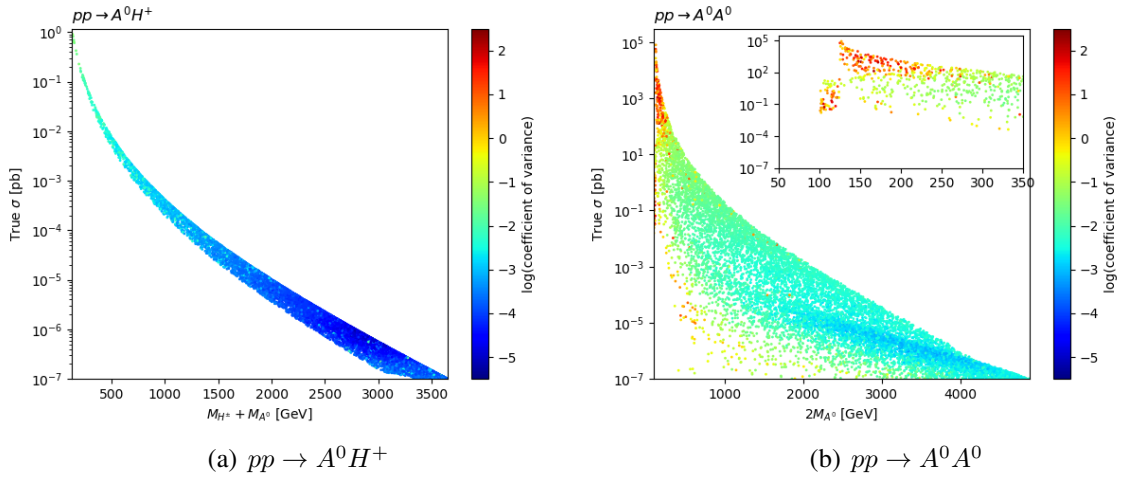 pp → A⁰H⁺
10⁰
10⁻¹
10⁻²
10⁻³
10⁻⁴
10⁻⁵
10⁻⁶
10⁻⁷
True σ [pb]
500 1000 1500 2000 2500 3000 3500
M_{H^±} + M_{A^0} [GeV]
2
1
0
−1
−2
−3
−4
−5
log(coefficient of variance)
(a) pp → A⁰H⁺
pp → A⁰A⁰
10⁵
10³
10¹
10⁻¹
10⁻³
10⁻⁵
10⁻⁷
True σ [pb]
10⁵
10²
10⁻¹
10⁻⁴
10⁻⁷
50 100 150 200 250 300 350
1000 2000 3000 4000
2M_{A^0} [GeV]
2
1
0
−1
−2
−3
−4
−5
log(coefficient of variance)
(b) pp → A⁰A⁰